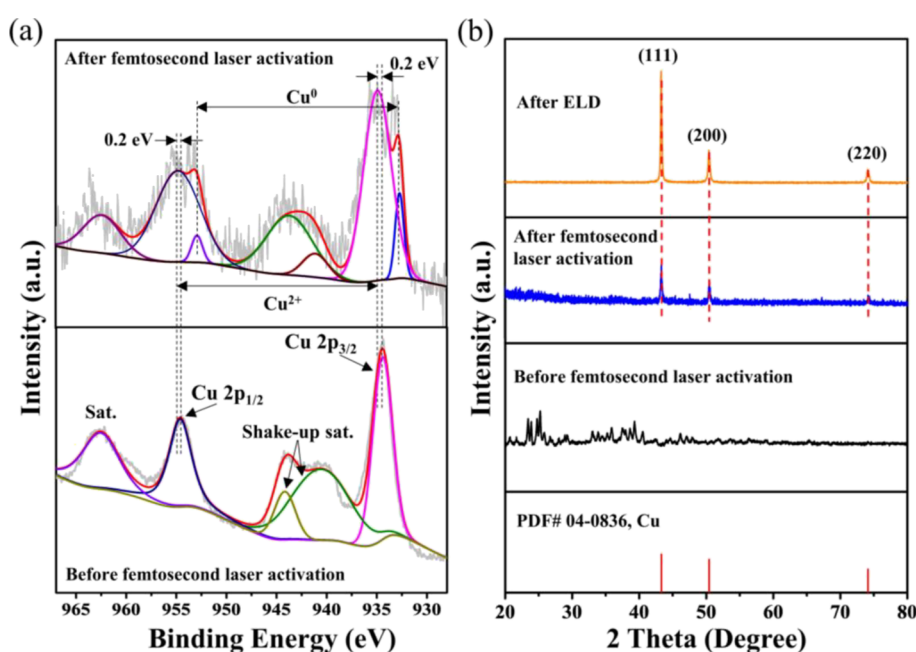 (a)
After femtosecond laser activation
0.2 eV
Cu⁰
0.2 eV
Cu²⁺
Cu 2p₃/₂
Cu 2p₁/₂
Sat.
Shake-up sat.
Before femtosecond laser activation
965 960 955 950 945 940 935 930
Binding Energy (eV)
Intensity (a.u.)
(b)
(111)
After ELD
(200)
(220)
After femtosecond
laser activation
Before femtosecond laser activation
PDF# 04-0836, Cu
20 30 40 50 60 70 80
2 Theta (Degree)
Intensity (a.u.)